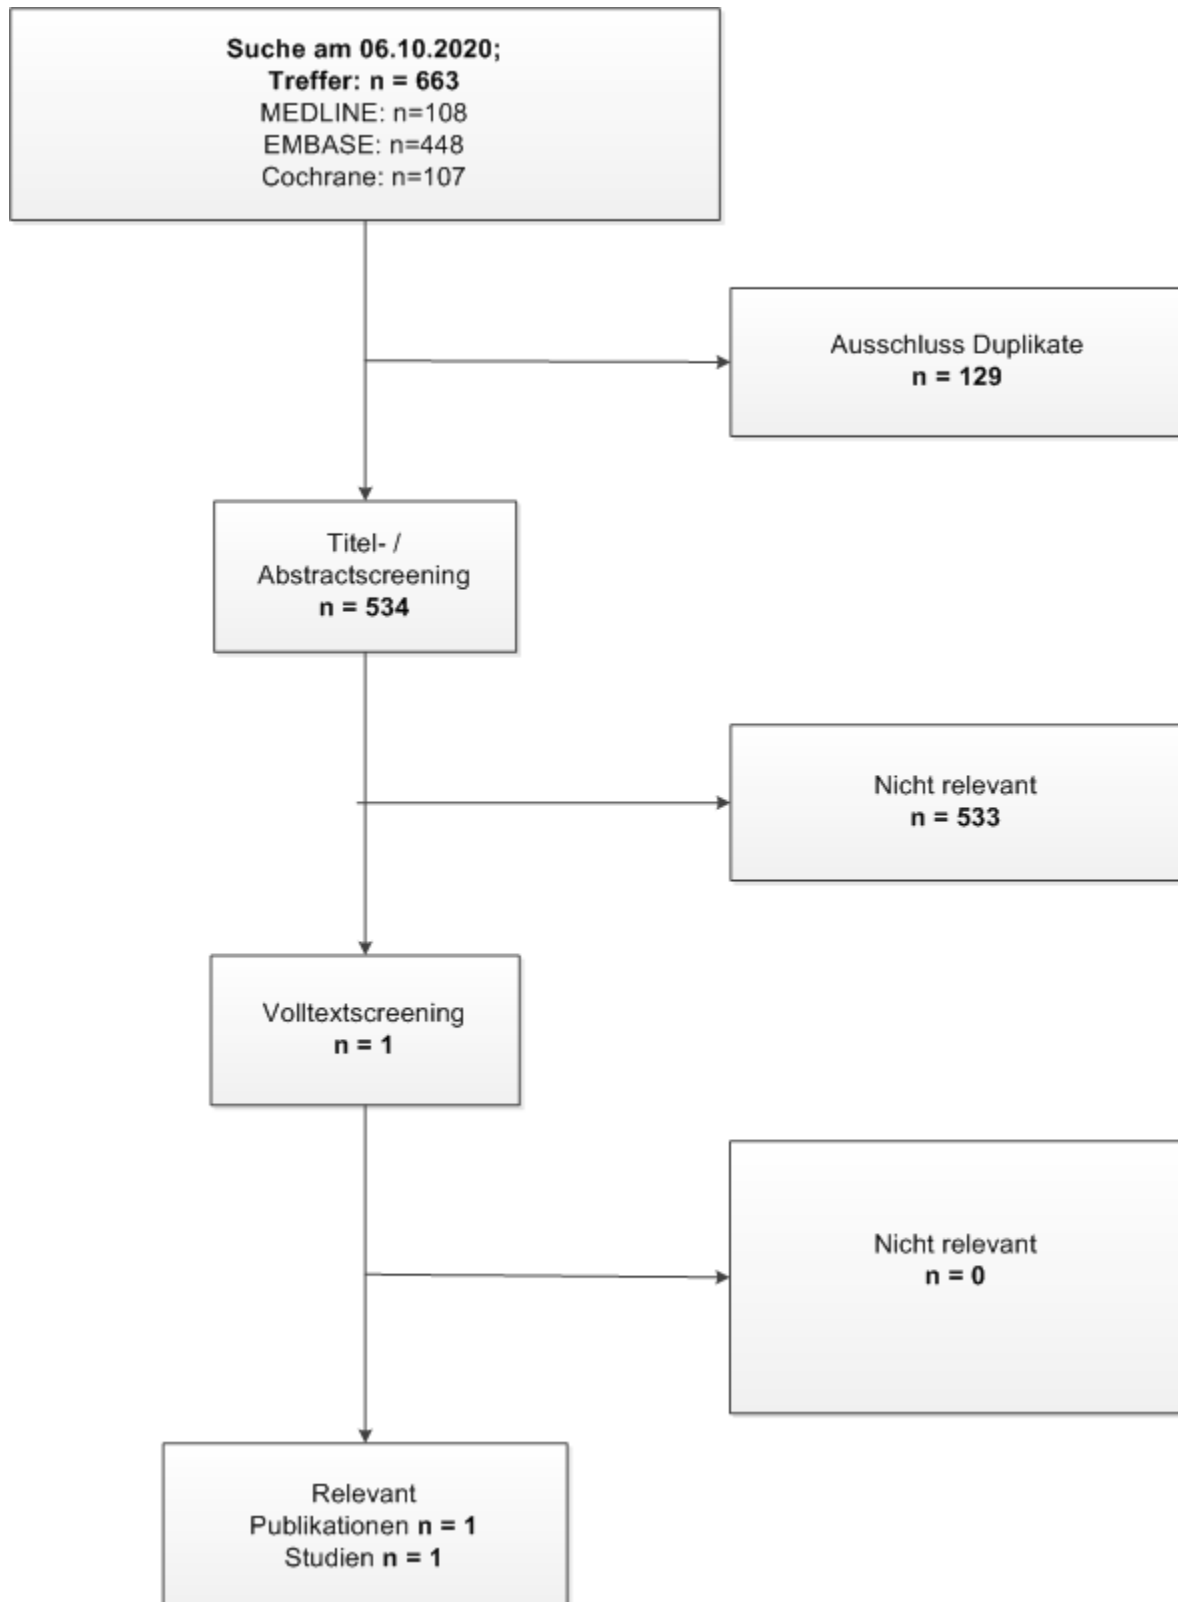 Suche am 06.10.2020;
Treffer: n = 663
MEDLINE: n=108
EMBASE: n=448
Cochrane: n=107
Ausschluss Duplikate
n = 129
Titel- /
Abstractscreening
n = 534
Nicht relevant
n = 533
Volltextscreening
n = 1
Nicht relevant
n = 0
Relevant
Publikationen n = 1
Studien n = 1